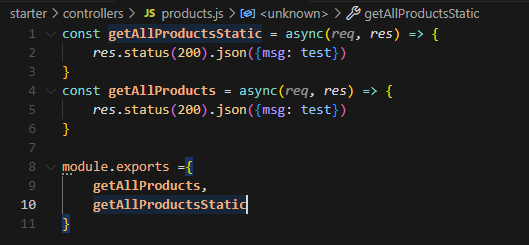 starter > controllers > JS products.js > <unknown> > getAllProductsStatic
1 const getAllProductsStatic = async(req, res) => {
2 res.status(200).json({msg: test})
3 }
4 const getAllProducts = async(req, res) => {
5 res.status(200).json({msg: test})
6 }
7
8 module.exports ={
9 getAllProducts,
10 getAllProductsStatic
11 }